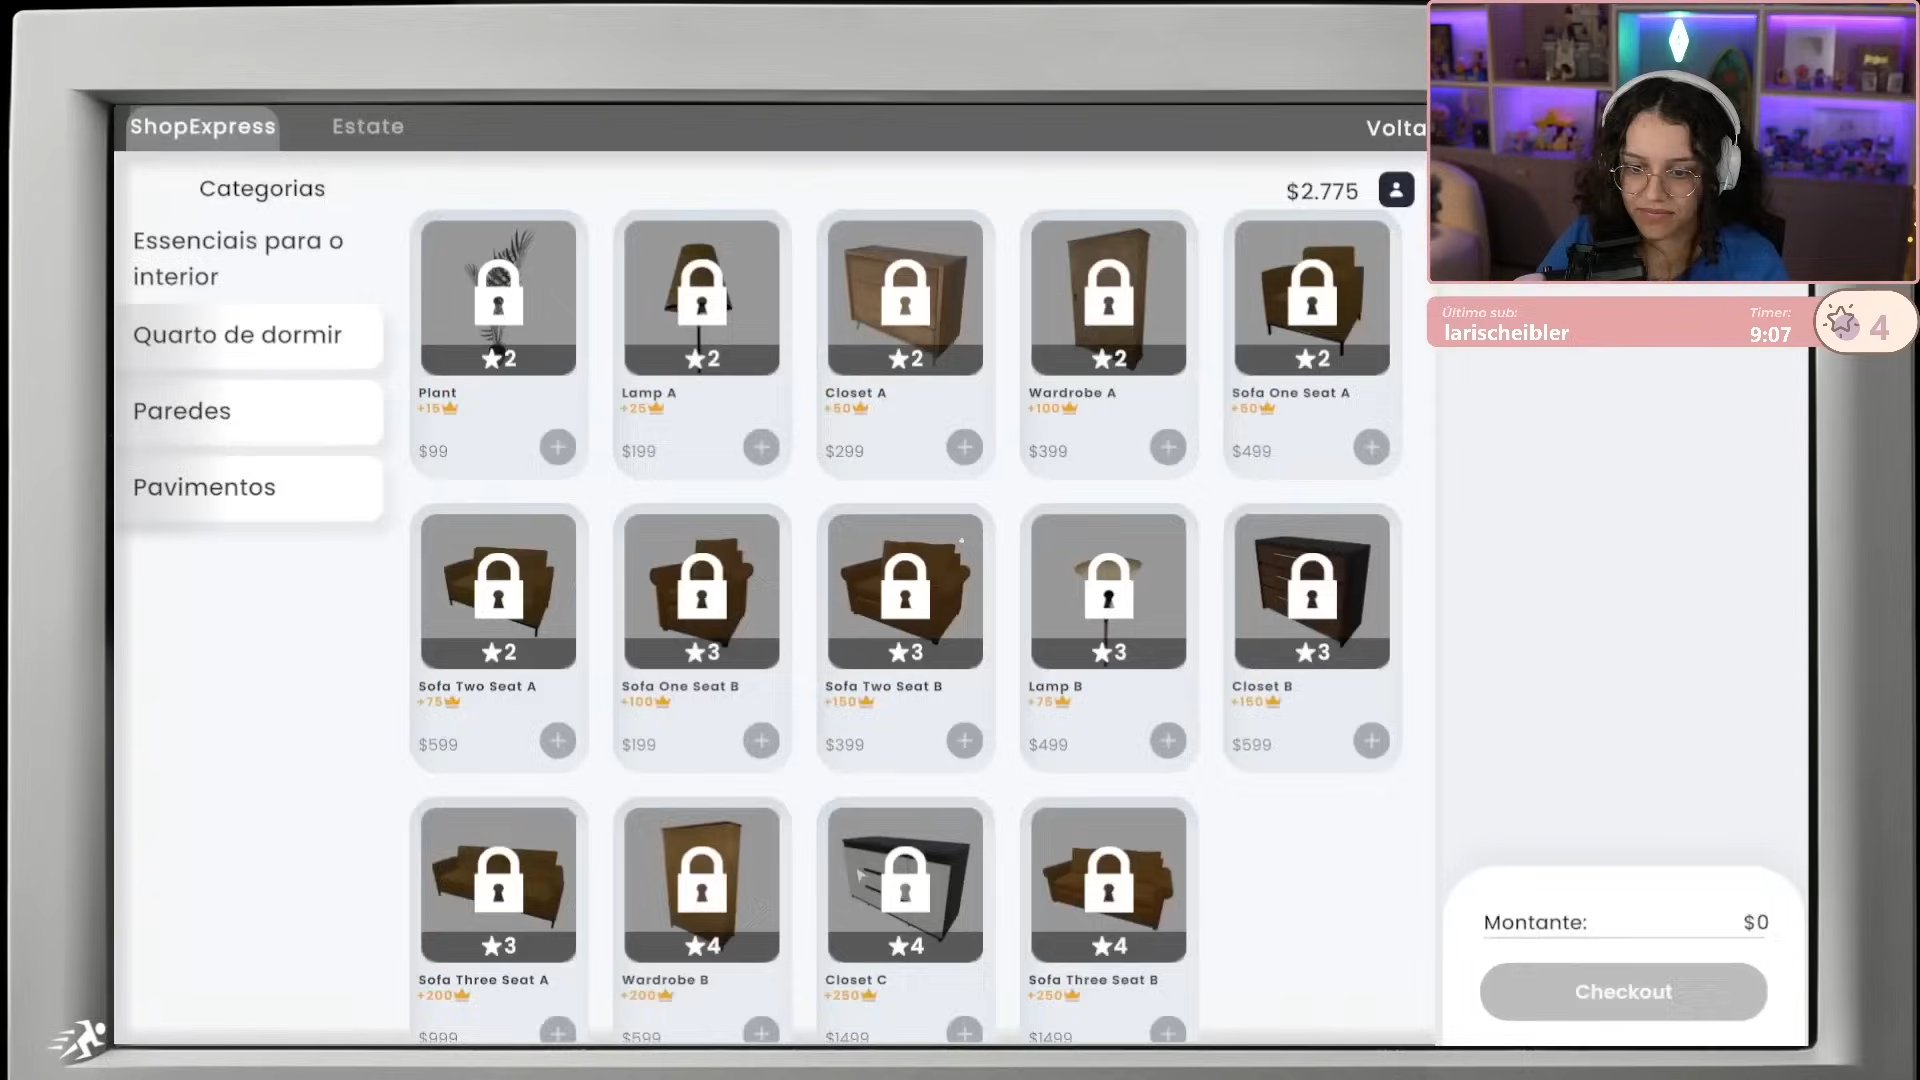 ShopExpress
Estate
Volta
Categorias
$2.775
Essenciais para o
interior
Quarto de dormir
Paredes
Pavimentos
★2
★2
★2
★2
★2
Plant
Lamp A
Closet A
Wardrobe A
Sofa One Seat A
+15
+25
+50
+100
+50
$99
$199
$299
$399
$499
★2
★3
★3
★3
★3
Sofa Two Seat A
Sofa One Seat B
Sofa Two Seat B
Lamp B
Closet B
+75
+100
+150
+75
+150
$599
$199
$399
$499
$599
★3
★4
★4
★4
Sofa Three Seat A
Wardrobe B
Closet C
Sofa Three Seat B
+200
+200
+250
+250
$999
$599
$1499
$1499
Último sub:
larischeibler
Timer:
9:07
4
Montante:
$0
Checkout